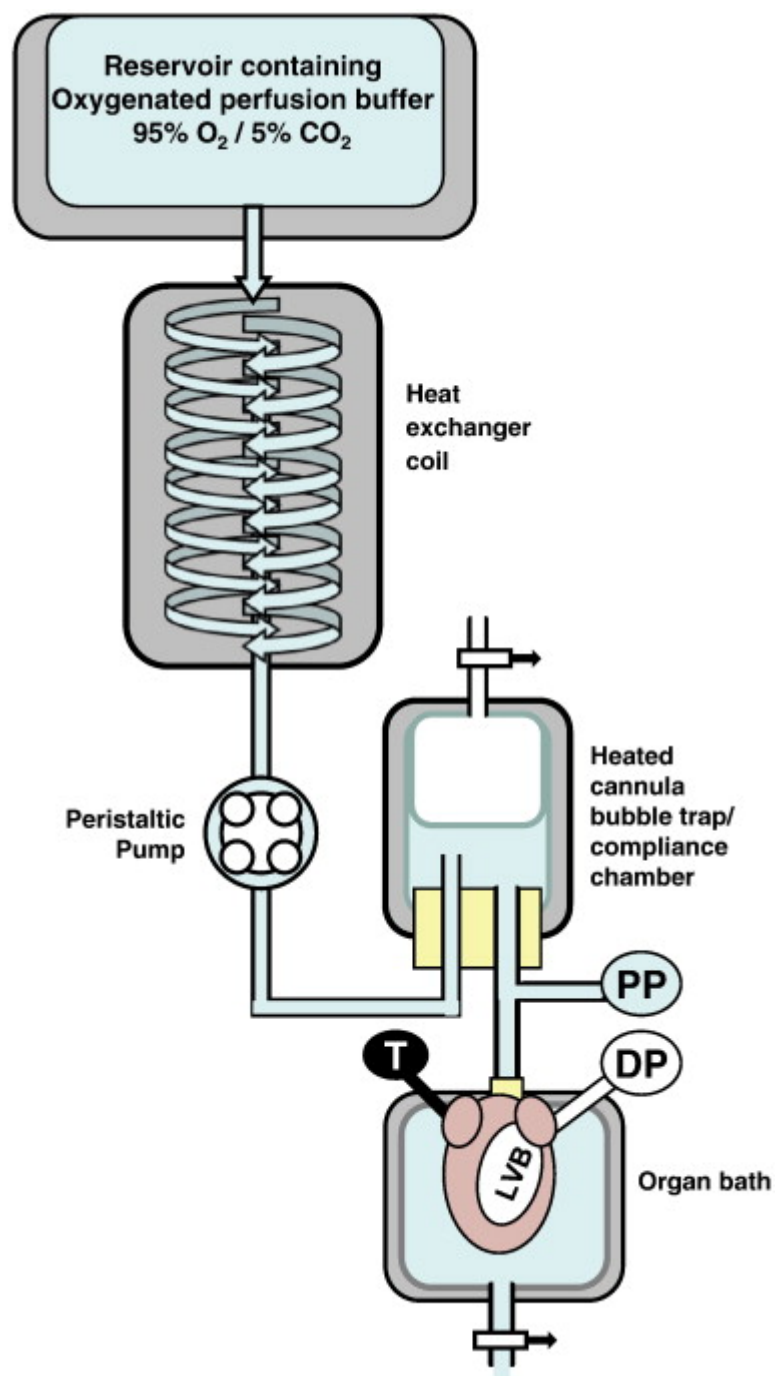 Reservoir containing
Oxygenated perfusion buffer
95% O₂ / 5% CO₂
Heat
exchanger
coil
Peristaltic
Pump
Heated
cannula
bubble trap/
compliance
chamber
PP
T
DP
LVB
Organ bath